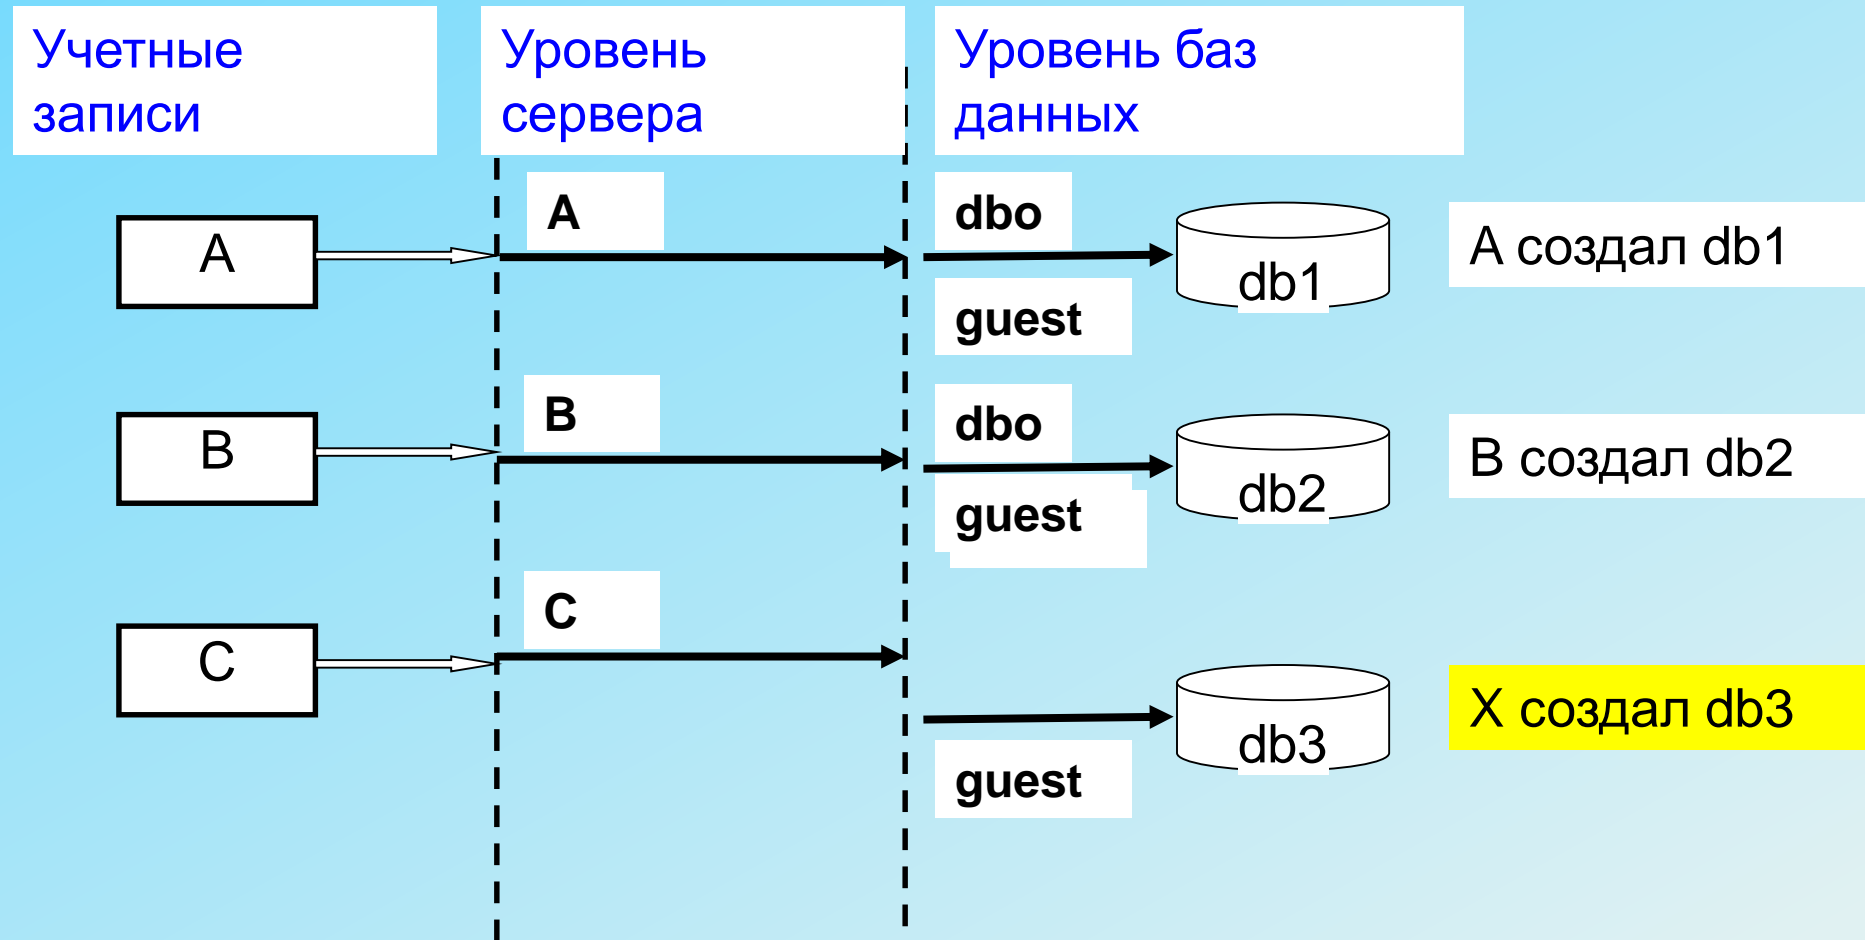 Учетные
записи
Уровень
сервера
Уровень баз
данных
A
A
dbo
guest
db1
А создал db1
B
B
dbo
guest
db2
В создал db2
C
C
guest
db3
Х создал db3